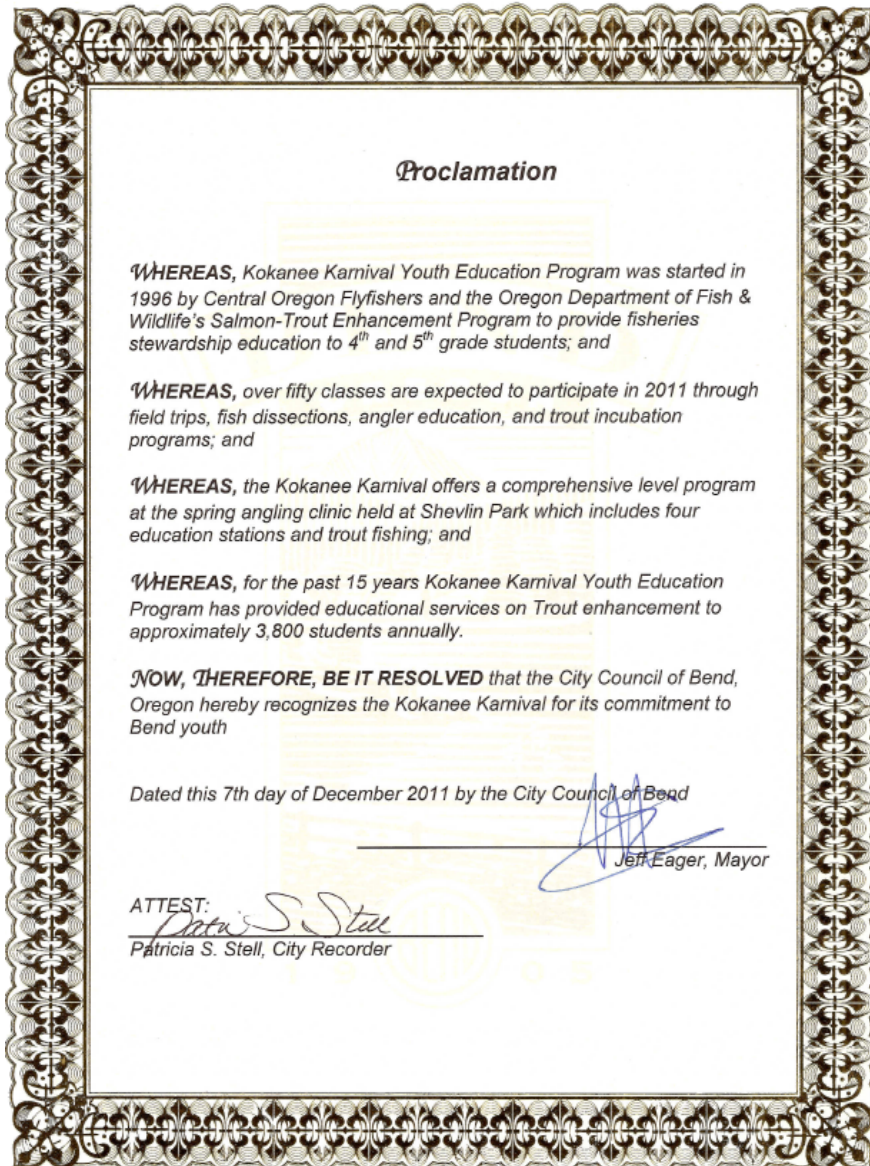 Proclamation
WHEREAS, Kokanee Karnival Youth Education Program was started in
1996 by Central Oregon Flyfishers and the Oregon Department of Fish &
Wildlife's Salmon-Trout Enhancement Program to provide fisheries
stewardship education to 4th and 5th grade students; and
WHEREAS, over fifty classes are expected to participate in 2011 through
field trips, fish dissections, angler education, and trout incubation
programs; and
WHEREAS, the Kokanee Karnival offers a comprehensive level program
at the spring angling clinic held at Shevlin Park which includes four
education stations and trout fishing; and
WHEREAS, for the past 15 years Kokanee Karnival Youth Education
Program has provided educational services on Trout enhancement to
approximately 3,800 students annually.
NOW, THEREFORE, BE IT RESOLVED that the City Council of Bend,
Oregon hereby recognizes the Kokanee Karnival for its commitment to
Bend youth
Dated this 7th day of December 2011 by the City Council of Bend
Jeff Eager, Mayor
ATTEST:
Patricia S. Stell, City Recorder